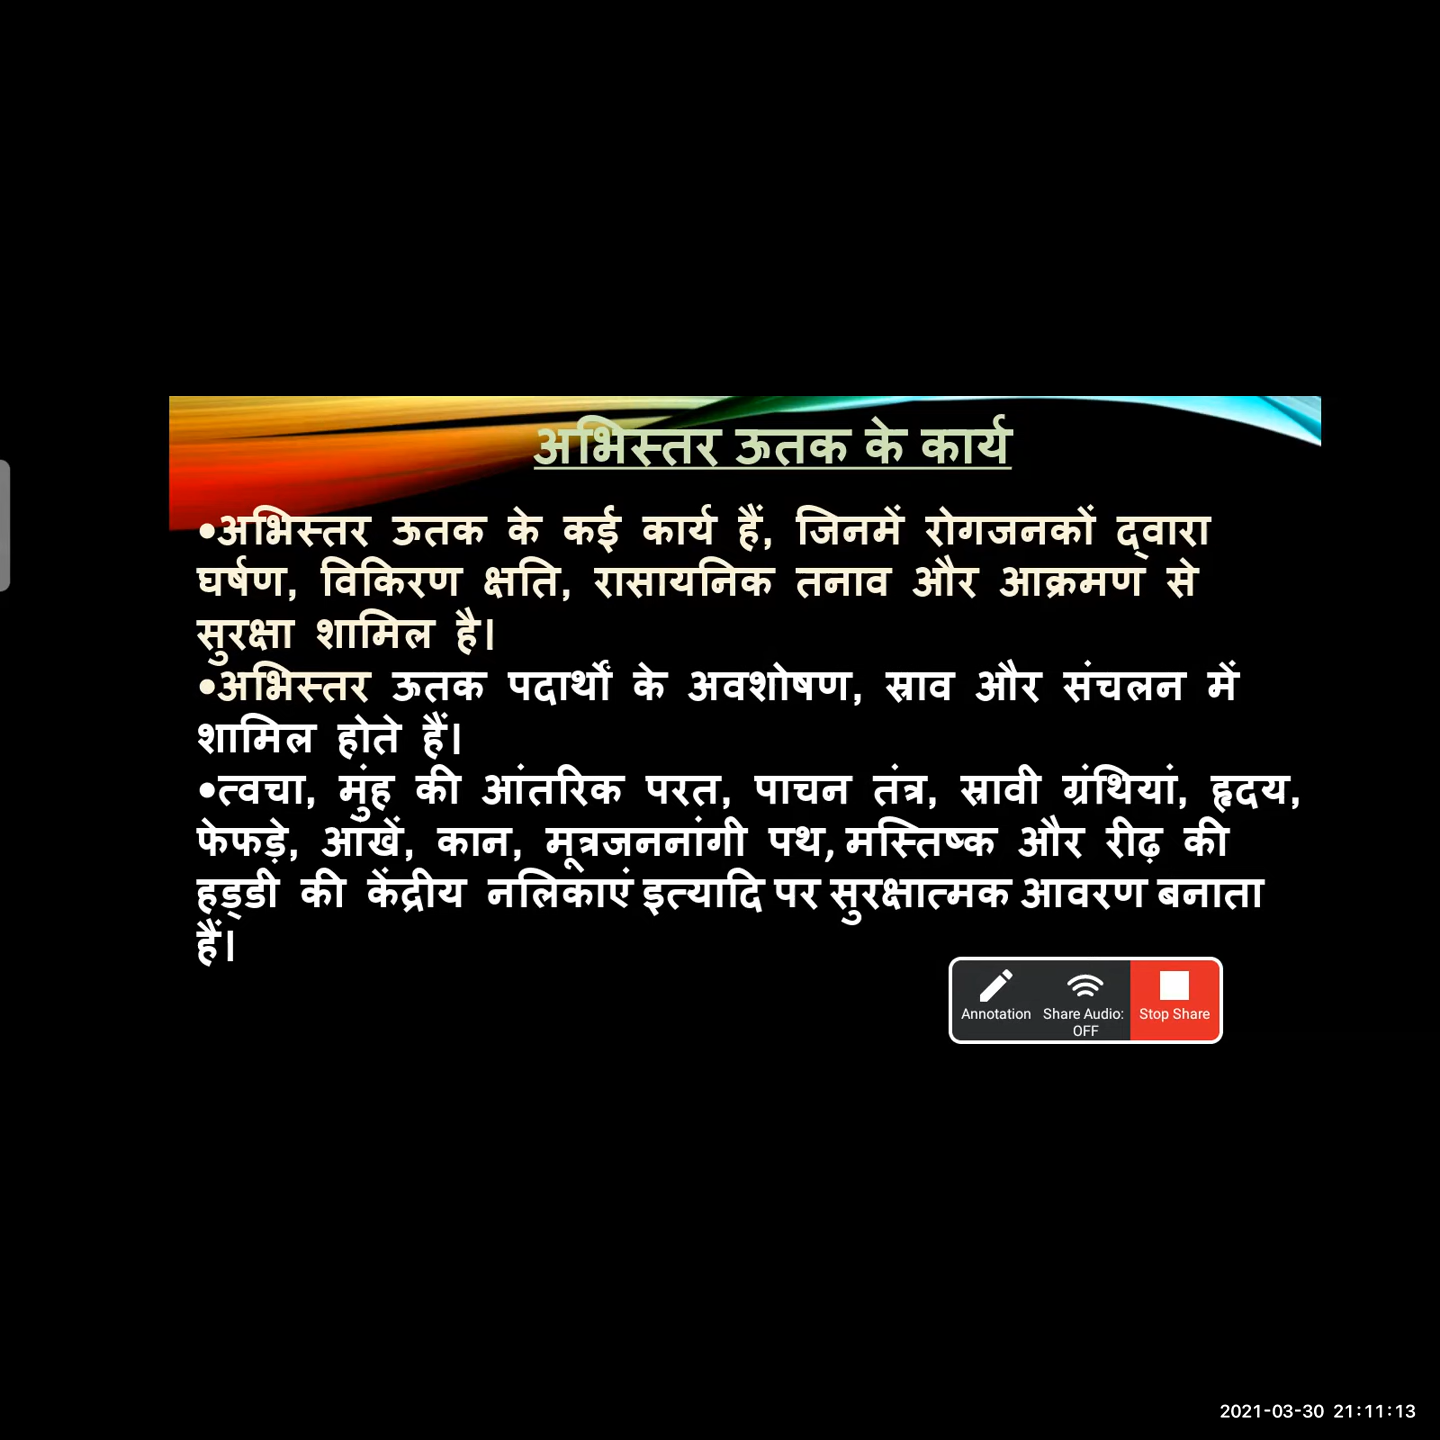 अभिस्तर ऊतक के कार्य
•अभिस्तर ऊतक के कई कार्य हैं, जिनमें रोगजनकों द्वारा
घर्षण, विकिरण क्षति, रासायनिक तनाव और आक्रमण से
सुरक्षा शामिल है।
•अभिस्तर ऊतक पदार्थों के अवशोषण, स्राव और संचलन में
शामिल होते हैं।
•त्वचा, मुंह की आंतरिक परत, पाचन तंत्र, स्रावी ग्रंथियां, हृदय,
फेफड़े, आंखें, कान, मूत्रजननांगी पथ, मस्तिष्क और रीढ़ की
हड्डी की केंद्रीय नलिकाएं इत्यादि पर सुरक्षात्मक आवरण बनाता
हैं।
Annotation
Share Audio:
OFF
Stop Share
2021-03-30 21:11:13